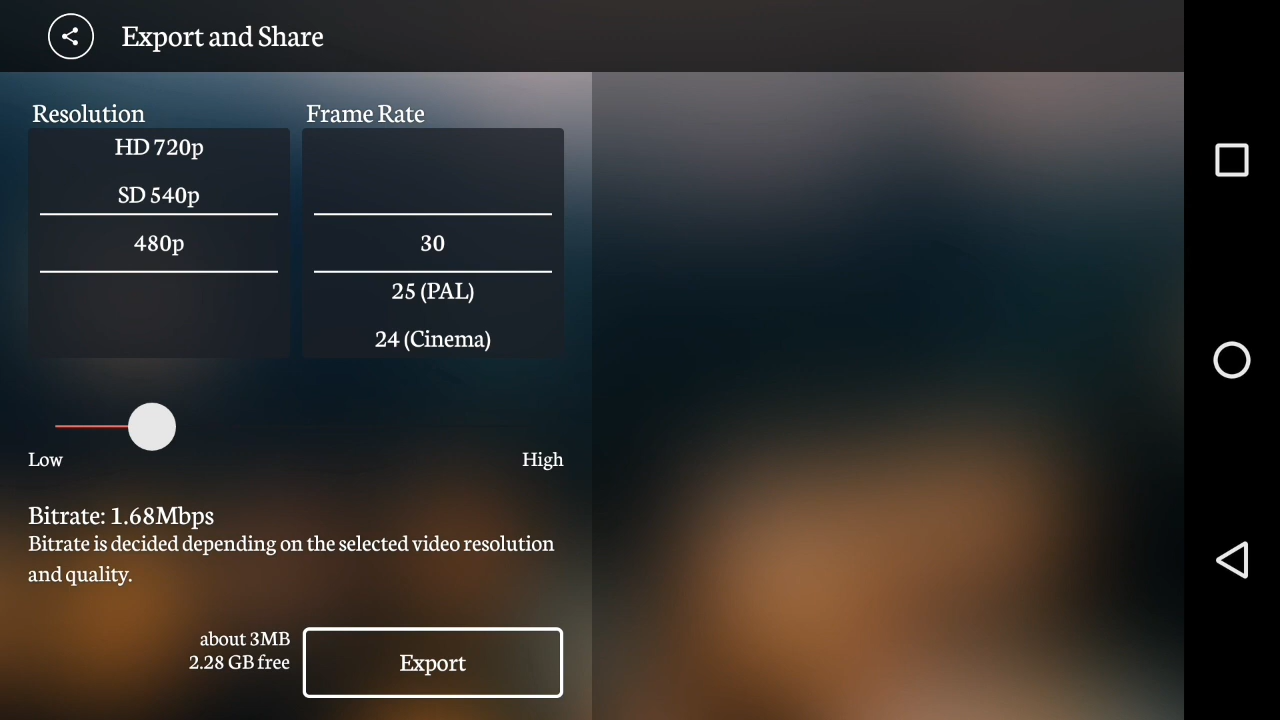 Export and Share
Resolution
Frame Rate
HD 720p
SD 540p
480p
30
25 (PAL)
24 (Cinema)
Low
High
Bitrate: 1.68Mbps
Bitrate is decided depending on the selected video resolution
and quality.
about 3MB
2.28 GB free
Export